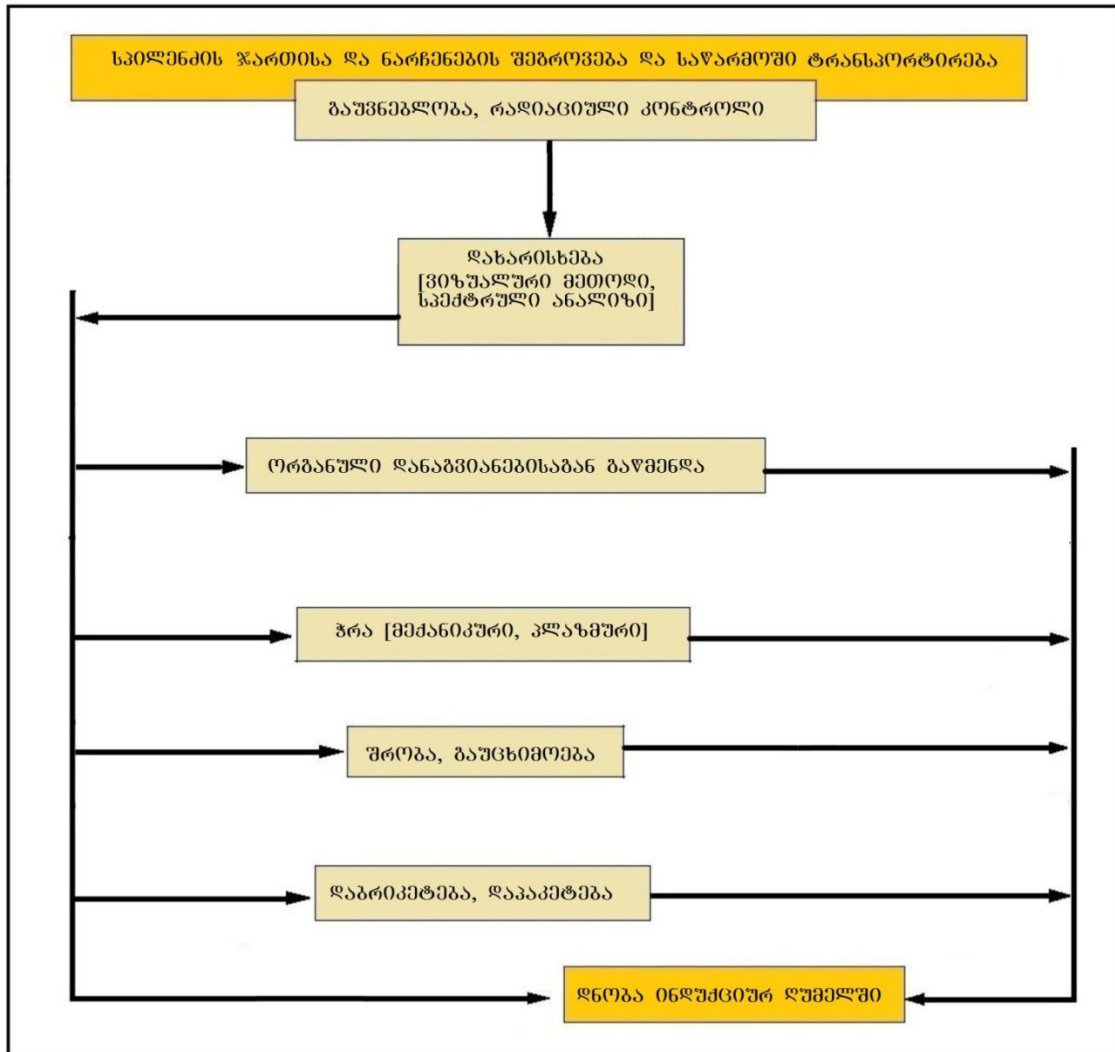 სპილენძის ჯართისა და ნარჩენების შეგროვება და საწარმოში ტრანსპორტირება
გაუვნებლობა, რადიაციული კონტროლი
დახარისხება
[ვიზუალური მეთოდი,
სპექტრული ანალიზი]
ორგანული დანაგვიანებისაგან გაწმენდა
ჭრა [მექანიკური, პლაზმური]
შრობა, გაუცხიმოება
დაბრიკეტება, დაპაკეტება
დნობა ინდუქციურ ღუმელში